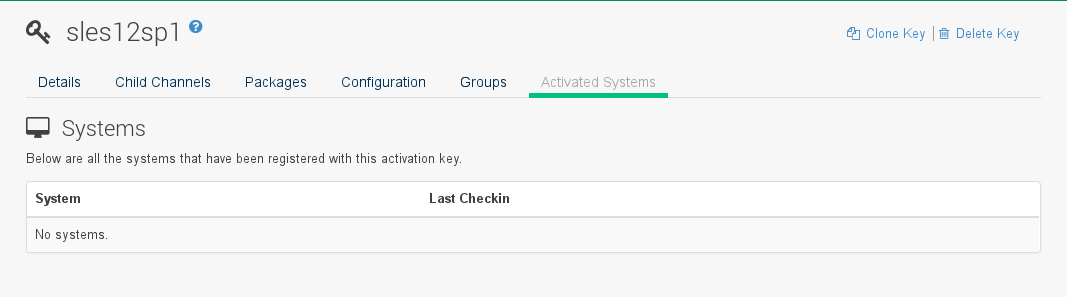 sles12sp1 ?
Clone Key | Delete Key
Details Child Channels Packages Configuration Groups Activated Systems
Systems
Below are all the systems that have been registered with this activation key.
System Last Checkin
No systems.